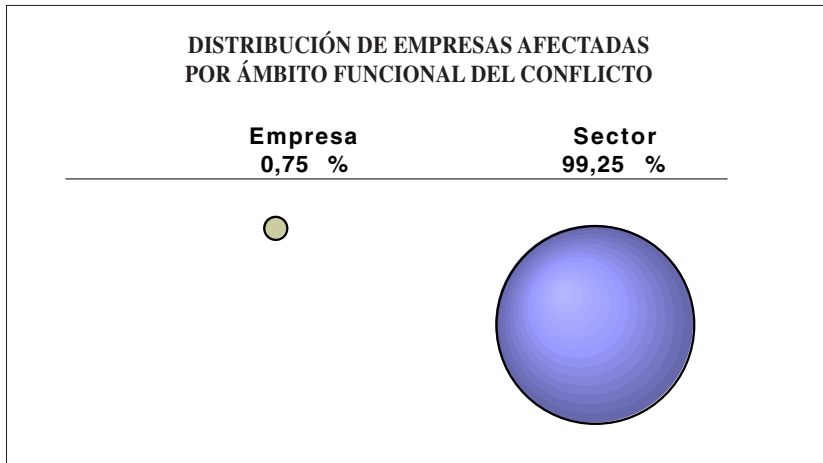 DISTRIBUCIÓN DE EMPRESAS AFECTADAS
POR ÁMBITO FUNCIONAL DEL CONFLICTO
Empresa Sector
0,75 % 99,25 %